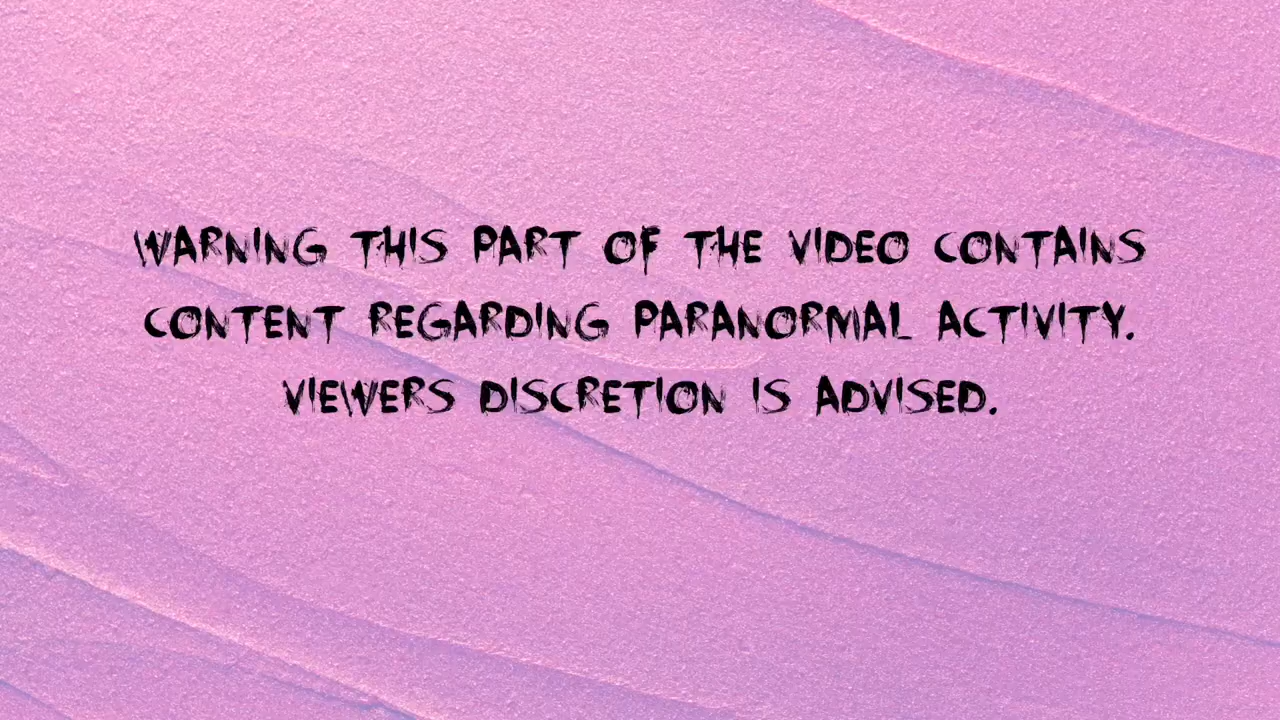 WARNING THIS PART OF THE VIDEO CONTAINS
CONTENT REGARDING PARANORMAL ACTIVITY.
VIEWERS DISCRETION IS ADVISED.